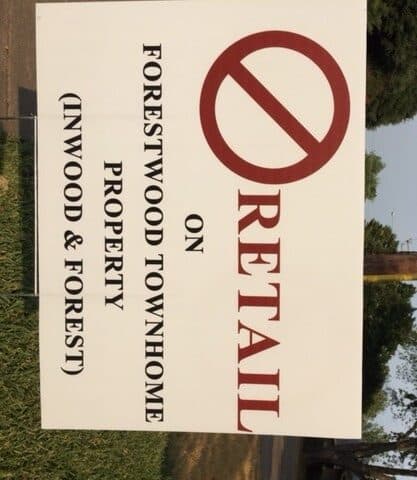 RETAIL
ON
FORESTWOOD TOWNHOME
PROPERTY
(INWOOD & FOREST)